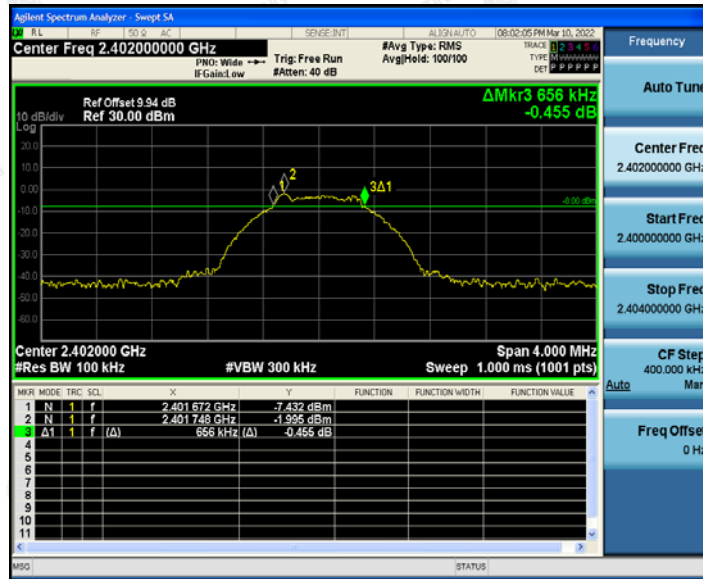 Agilent Spectrum Analyzer - Swept SA
RL RF 50 Ω AC SENSE:INT ALIGNAUTO 08:02:05 PM Mar 10, 2022
Center Freq 2.402000000 GHz
PNO: Wide
IFGain:Low
Trig: Free Run
#Atten: 40 dB
#Avg Type: RMS
Avg|Hold: 100/100
TRACE 1 2 3 4 5 6
TYPE M
DET P P P P P P
Ref Offset 9.94 dB
Ref 30.00 dBm
ΔMkr3 656 kHz
-0.455 dB
10 dB/div
Log
20.0
10.0
0.00
-10.0
-20.0
-30.0
-40.0
-50.0
-60.0
1
2
3Δ1
-8.00 dBm
Center 2.402000 GHz
#Res BW 100 kHz
#VBW 300 kHz
Span 4.000 MHz
Sweep 1.000 ms (1001 pts)
MKR MODE TRC SCL X Y FUNCTION FUNCTION WIDTH FUNCTION VALUE
1 N 1 f 2.401 672 GHz -7.432 dBm
2 N 1 f 2.401 748 GHz -1.995 dBm
3 Δ1 1 f (Δ) 656 kHz (Δ) -0.455 dB
4
5
6
7
8
9
10
11
MSG STATUS
Frequency
Auto Tune
Center Freq
2.402000000 GHz
Start Freq
2.400000000 GHz
Stop Freq
2.404000000 GHz
CF Step
400.000 kHz
Auto Man
Freq Offset
0 Hz